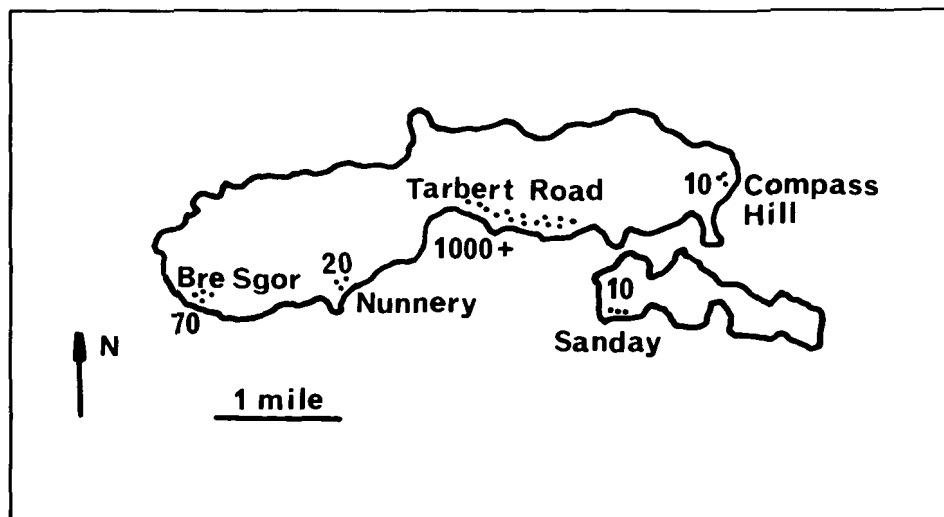 Tarbert Road
10 Compass
Hill
1000+
20
Bre Sgor
Nunnery
70
10
Sanday
N
1 mile